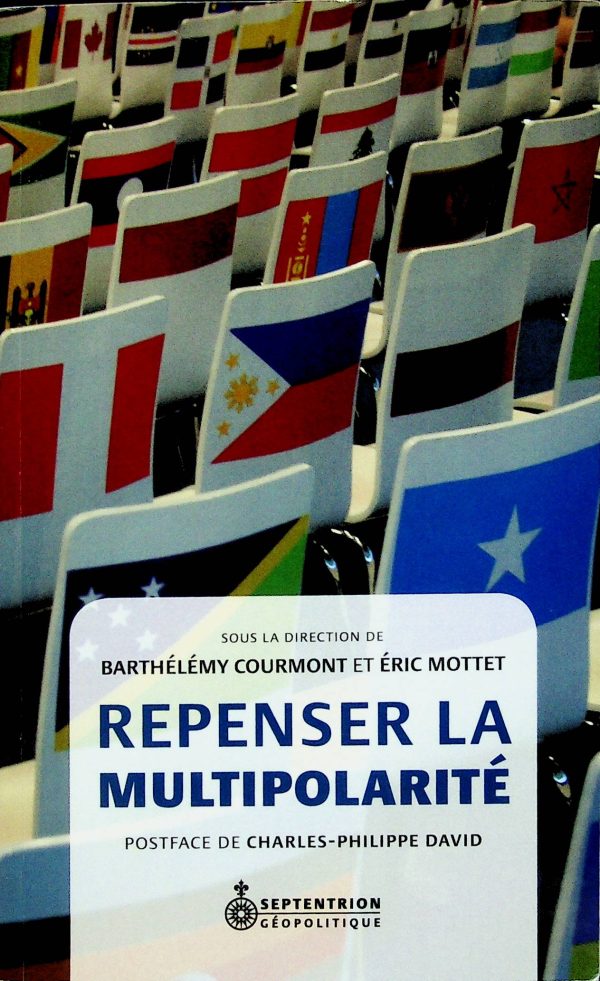 SOUS LA DIRECTION DE
BARTHÉLÉMY COURMONT ET ÉRIC MOTTET
REPENSER LA
MULTIPOLARITÉ
POSTFACE DE CHARLES-PHILIPPE DAVID
SEPTENTRION
GÉOPOLITIQUE